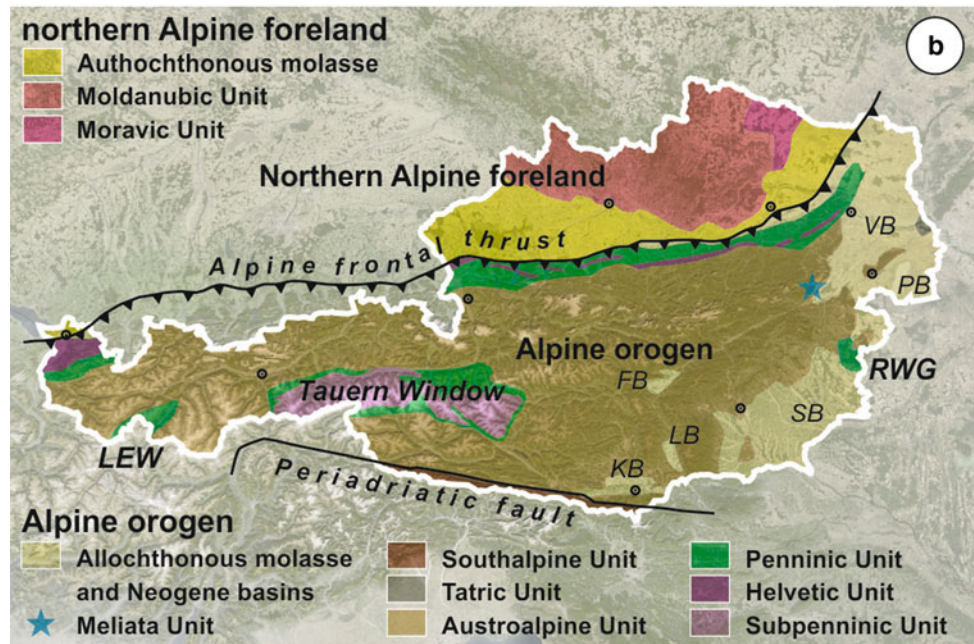 northern Alpine foreland
b
Authochthonous molasse
Moldanubic Unit
Moravic Unit
Northern Alpine foreland
Alpine frontal thrust
VB
PB
Alpine orogen
RWG
FB
Tauern Window
SB
LB
LEW
KB
Periadriatic fault
Alpine orogen
Allochthonous molasse
and Neogene basins
Meliata Unit
Southalpine Unit
Tatric Unit
Austroalpine Unit
Penninic Unit
Helvetic Unit
Subpenninic Unit